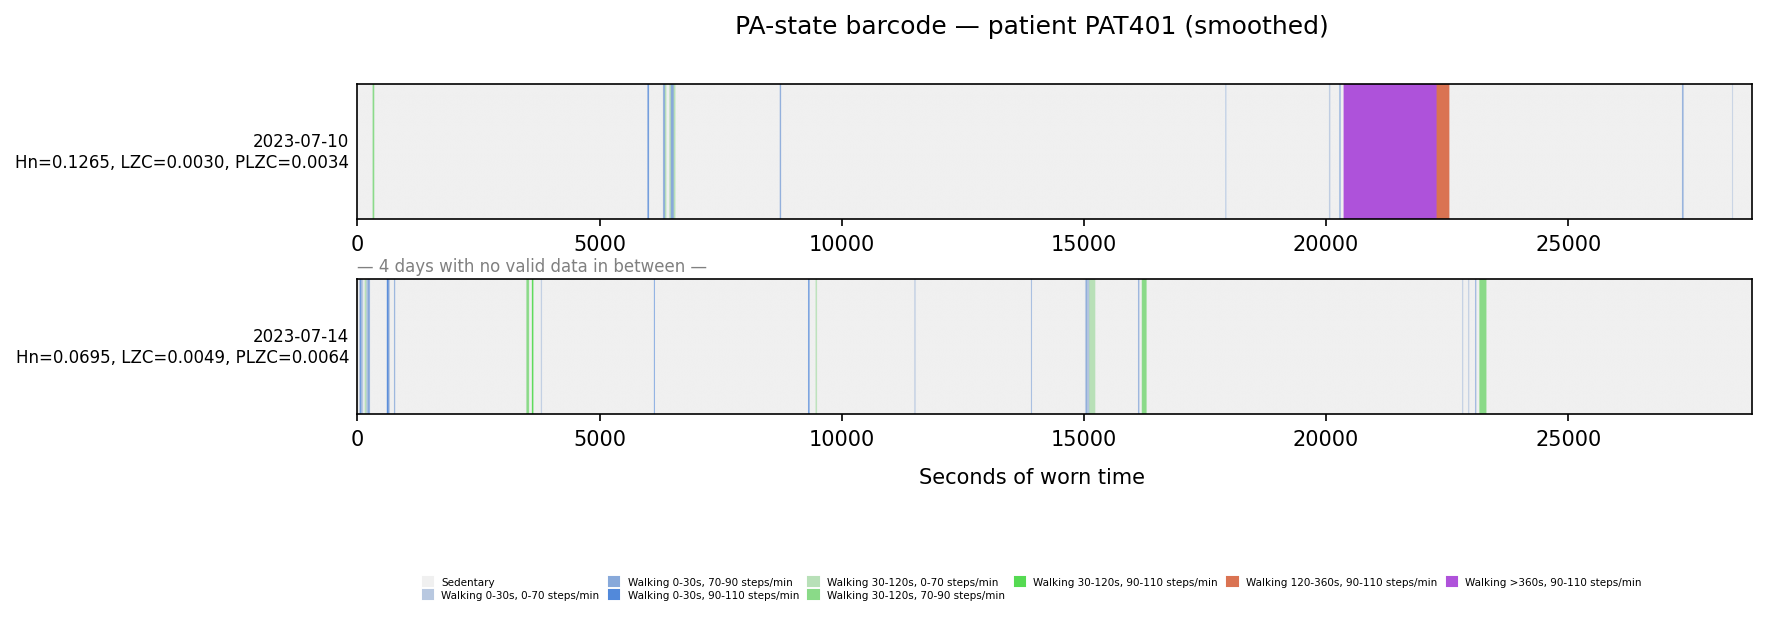 PA-state barcode — patient PAT401 (smoothed)
2023-07-10
Hn=0.1265, LZC=0.0030, PLZC=0.0034
0 5000 10000 15000 20000 25000
— 4 days with no valid data in between —
2023-07-14
Hn=0.0695, LZC=0.0049, PLZC=0.0064
0 5000 10000 15000 20000 25000
Seconds of worn time
Sedentary
Walking 0-30s, 0-70 steps/min
Walking 0-30s, 70-90 steps/min
Walking 0-30s, 90-110 steps/min
Walking 30-120s, 0-70 steps/min
Walking 30-120s, 70-90 steps/min
Walking 30-120s, 90-110 steps/min
Walking 120-360s, 90-110 steps/min
Walking >360s, 90-110 steps/min